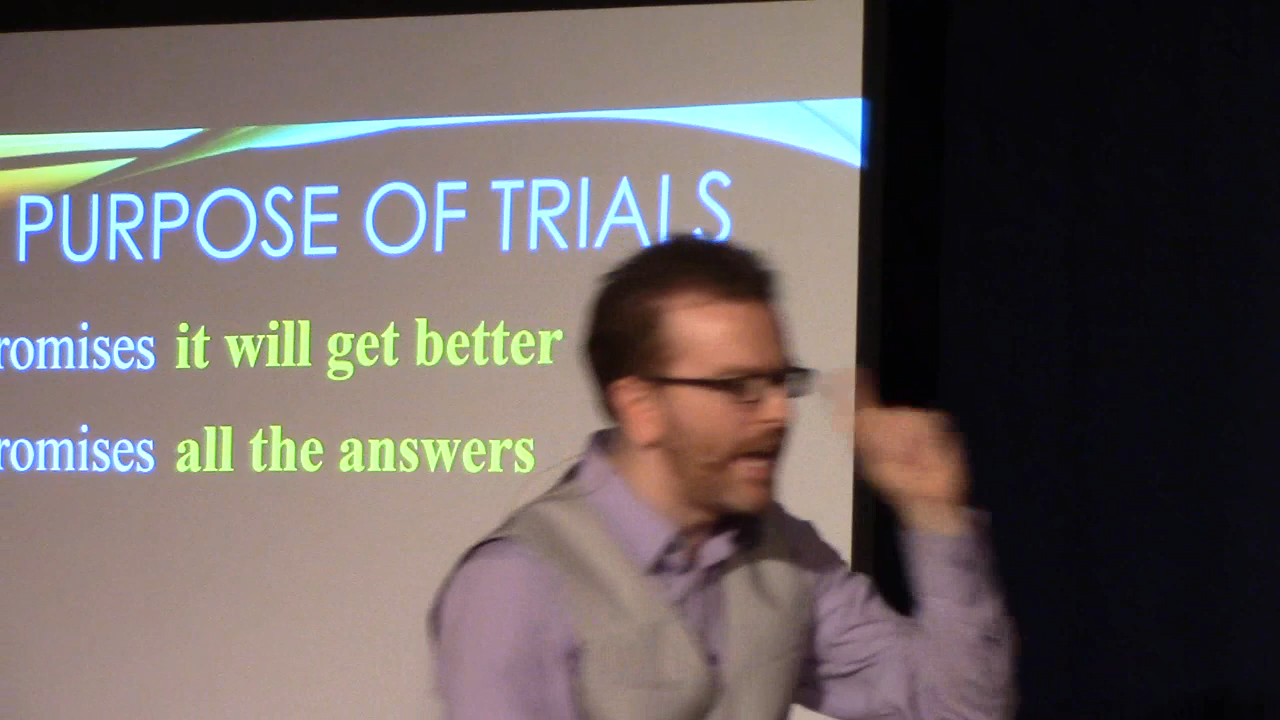 PURPOSE OF TRIALS
romises it will get better
romises all the answers